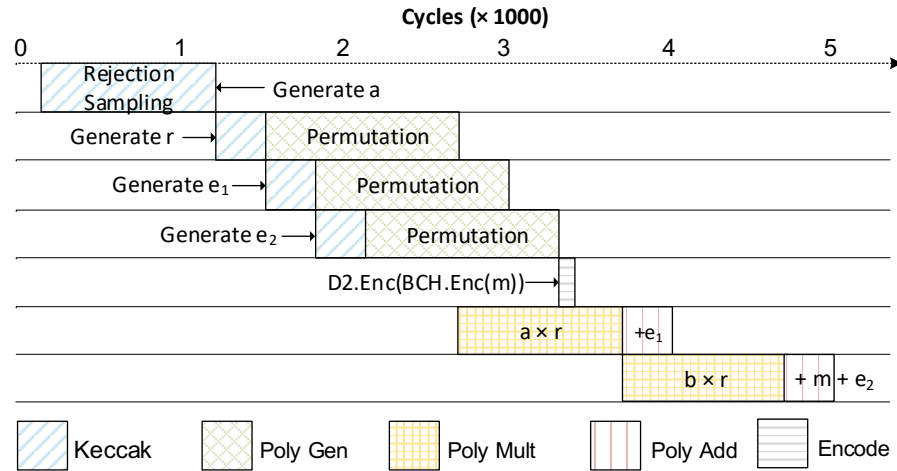 Cycles (× 1000)
0 1 2 3 4 5
Rejection
Sampling
Generate a
Generate r
Permutation
Generate e₁
Permutation
Generate e₂
Permutation
D2.Enc(BCH.Enc(m))
a × r
+e₁
b × r
+ m + e₂
Keccak
Poly Gen
Poly Mult
Poly Add
Encode